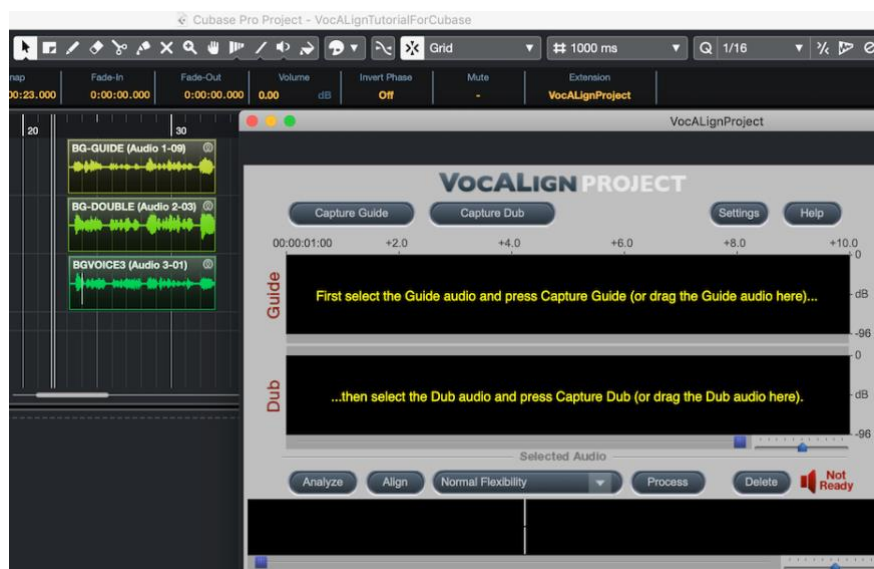 Cubase Pro Project - VocALignTutorialForCubase
Grid
1000 ms
Q 1/16
nap Fade-In Fade-Out Volume Invert Phase Mute Extension
00:23.000 0:00:00.000 0:00:00.000 0.00 dB Off - VocALignProject
20 30
VocALignProject
BG-GUIDE (Audio 1-09)
BG-DOUBLE (Audio 2-03)
BGVOICE3 (Audio 3-01)
VOCALIGN PROJECT
Capture Guide Capture Dub Settings Help
00:00:01:00 +2.0 +4.0 +6.0 +8.0 +10.0
0
Guide
First select the Guide audio and press Capture Guide (or drag the Guide audio here)...
dB
-96
0
Dub
...then select the Dub audio and press Capture Dub (or drag the Dub audio here).
dB
-96
Selected Audio
Analyze Align Normal Flexibility Process Delete Not Ready